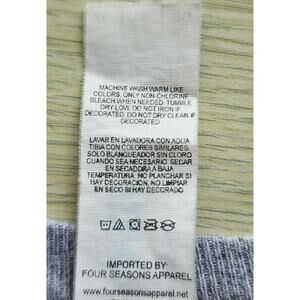 MACHINE WASH WARM LIKE
COLORS. ONLY NON-CHLORINE
BLEACH WHEN NEEDED. TUMBLE
DRY LOW. DO NOT IRON IF
DECORATED. DO NOT DRY CLEAN IF
DECORATED
LAVAR EN LAVADORA CON AGUA
TIBIA CON COLORES SIMILARES.
SOLO BLANQUEADOR SIN CLORO
CUANDO SEA NECESARIO. SECAR
EN SECADORA A BAJA
TEMPERATURA. NO PLANCHAR SI
HAY DECORACION. NO LIMPIAR
EN SECO SI HAY DECORADO.
IMPORTED BY:
FOUR SEASONS APPAREL
www.fourseasonsapparel.net